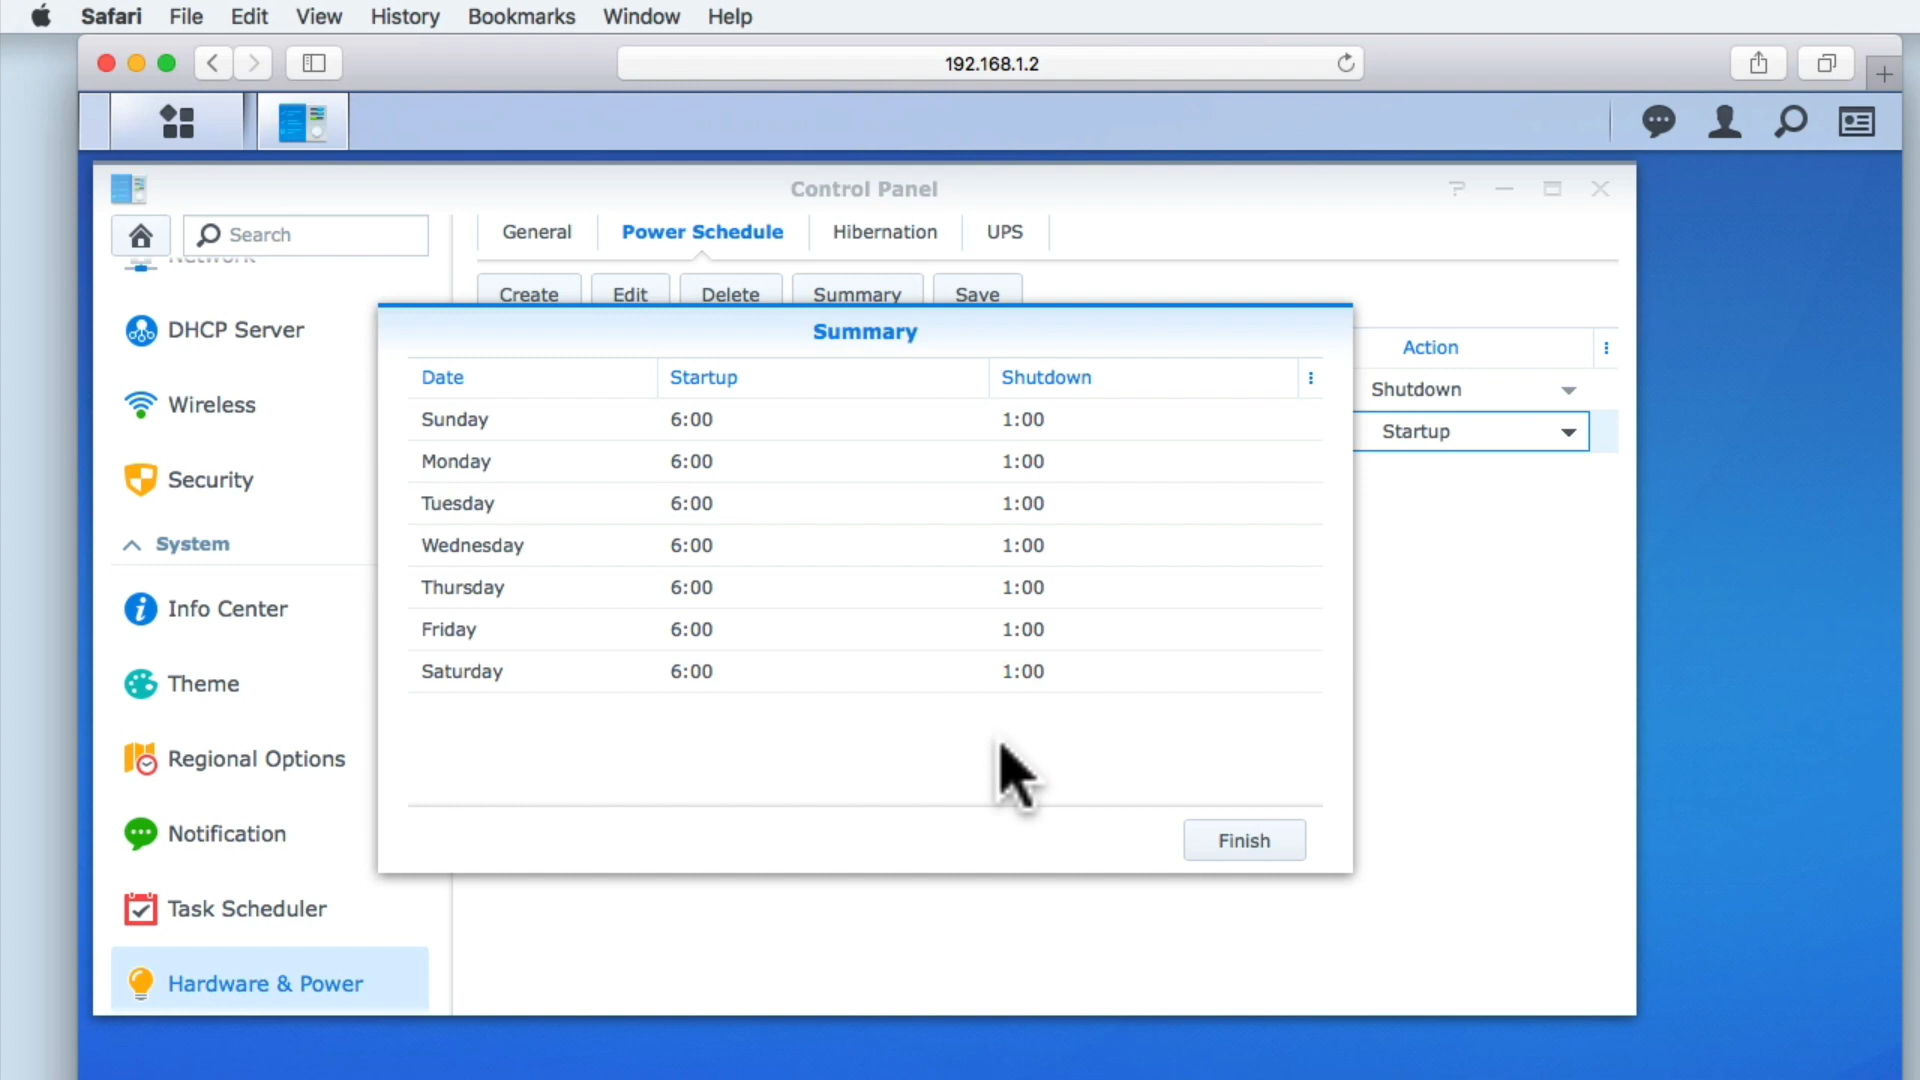 Safari File Edit View History Bookmarks Window Help
192.168.1.2
Control Panel
Search
General Power Schedule Hibernation UPS
Network
Create Edit Delete Summary Save
DHCP Server
Wireless
Security
System
Info Center
Theme
Regional Options
Notification
Task Scheduler
Hardware & Power
Action
Shutdown
Startup
Summary
Date Startup Shutdown
Sunday 6:00 1:00
Monday 6:00 1:00
Tuesday 6:00 1:00
Wednesday 6:00 1:00
Thursday 6:00 1:00
Friday 6:00 1:00
Saturday 6:00 1:00
Finish